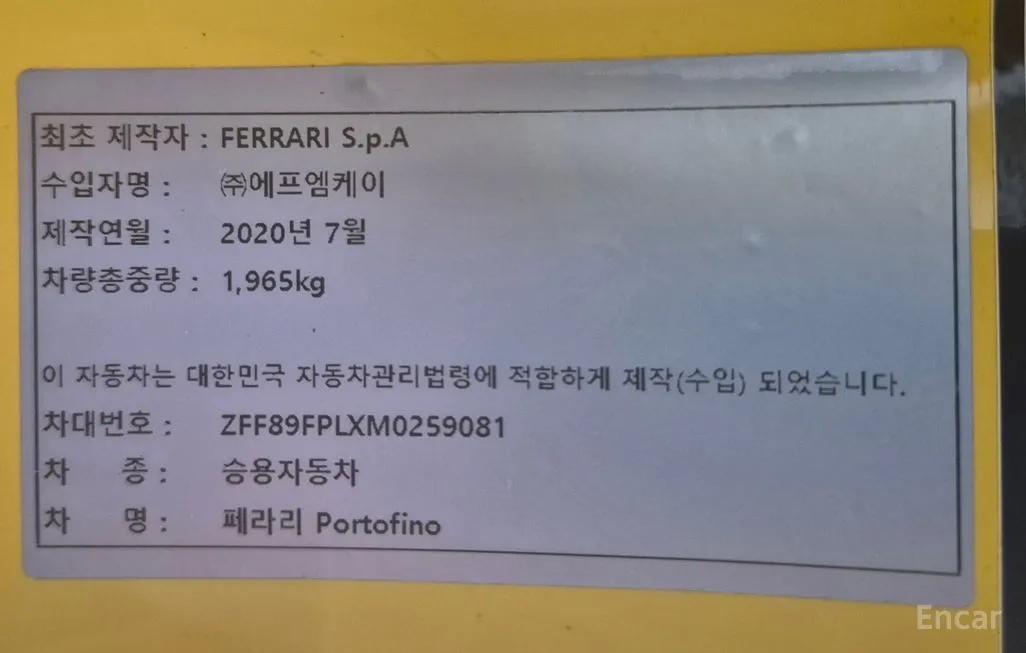 최초 제작자 : FERRARI S.p.A
수입자명 : ㈜에프엠케이
제작연월 : 2020년 7월
차량총중량 : 1,965kg
이 자동차는 대한민국 자동차관리법령에 적합하게 제작(수입) 되었습니다.
차대번호 : ZFF89FPLXM0259081
차 종 : 승용자동차
차 명 : 페라리 Portofino
Encar